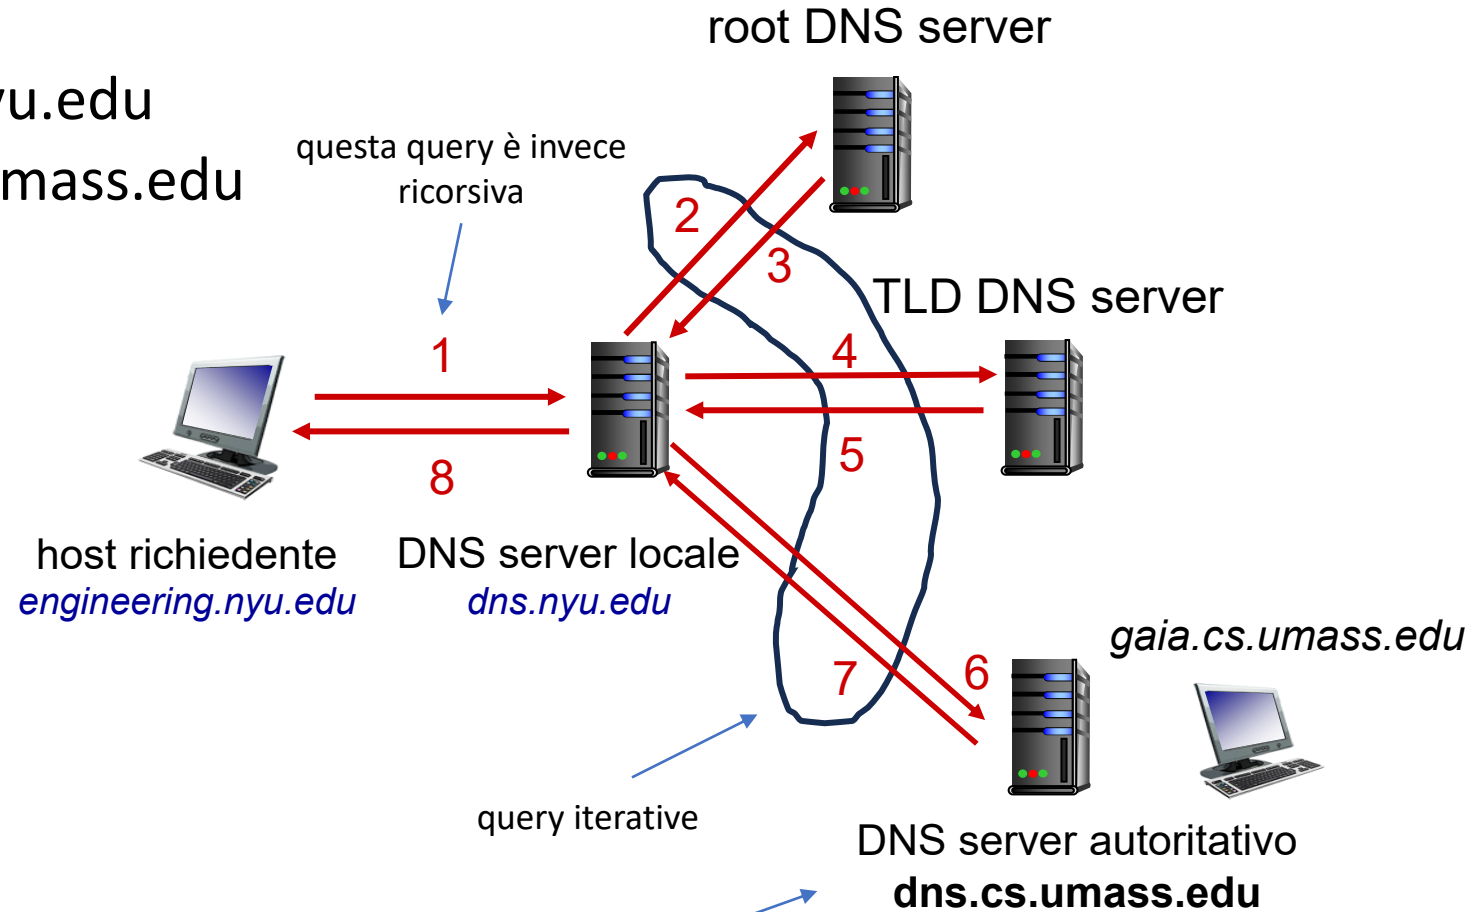 root DNS server
yu.edu
mass.edu
questa query è invece
ricorsiva
2
3
TLD DNS server
1
4
5
8
host richiedente
engineering.nyu.edu
DNS server locale
dns.nyu.edu
gaia.cs.umass.edu
7
6
query iterative
DNS server autoritativo
dns.cs.umass.edu